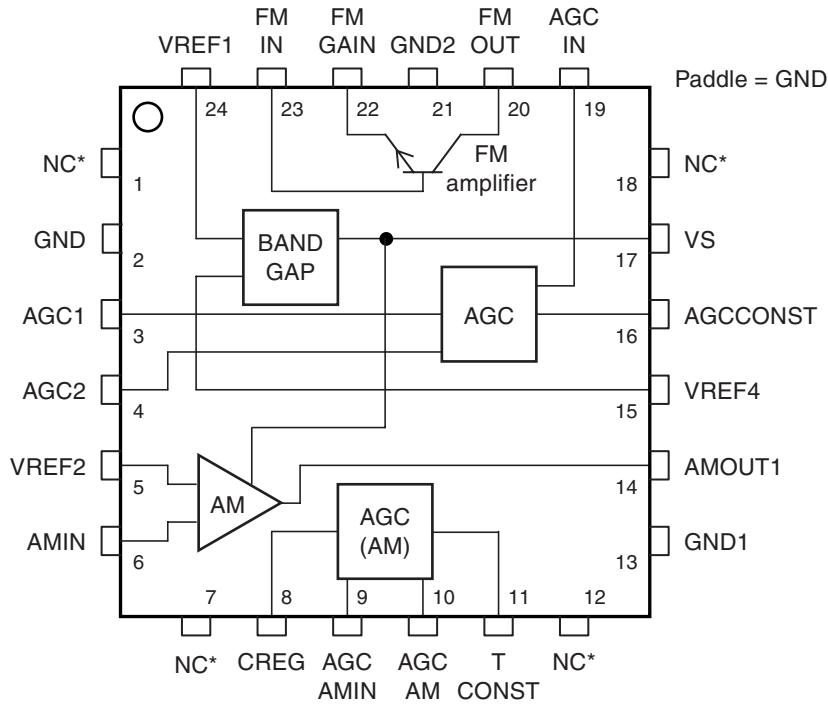 FM FM FM AGC
VREF1 IN GAIN GND2 OUT IN
Paddle = GND
24 23 22 21 20 19
NC* 1 FM amplifier 18 NC*
GND 2 BAND GAP 17 VS
AGC1 3 AGC 16 AGCCONST
AGC2 4 15 VREF4
VREF2 5 AM 14 AMOUT1
AMIN 6 AGC (AM) 13 GND1
7 8 9 10 11 12
NC* CREG AGC AGC T NC*
AMIN AM CONST